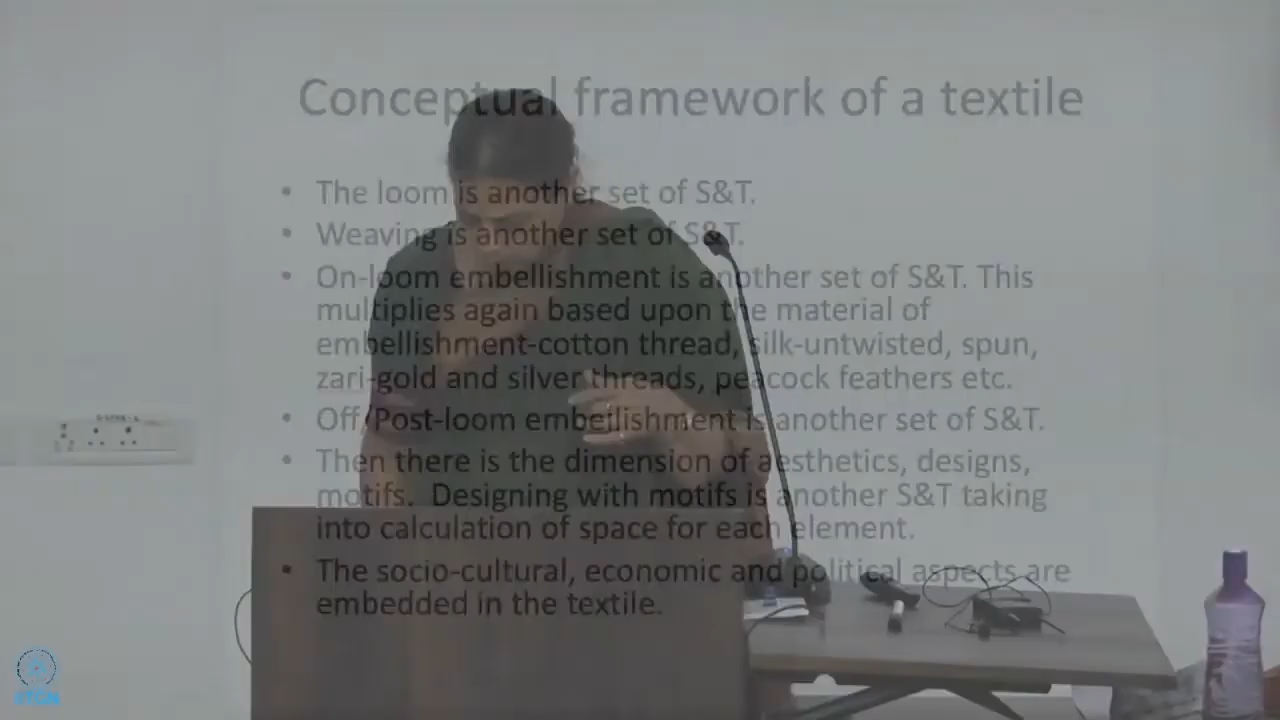 Conceptual framework of a textile
• The loom is another set of S&T.
• Weaving is another set of S&T.
• On-loom embellishment is another set of S&T. This
multiplies again based upon the material of
embellishment-cotton thread, silk-untwisted, spun,
zari-gold and silver threads, peacock feathers etc.
• Off/Post-loom embellishment is another set of S&T.
• Then there is the dimension of aesthetics, designs,
motifs. Designing with motifs is another S&T taking
into calculation of space for each element.
• The socio-cultural, economic and political aspects are
embedded in the textile.
IITGN